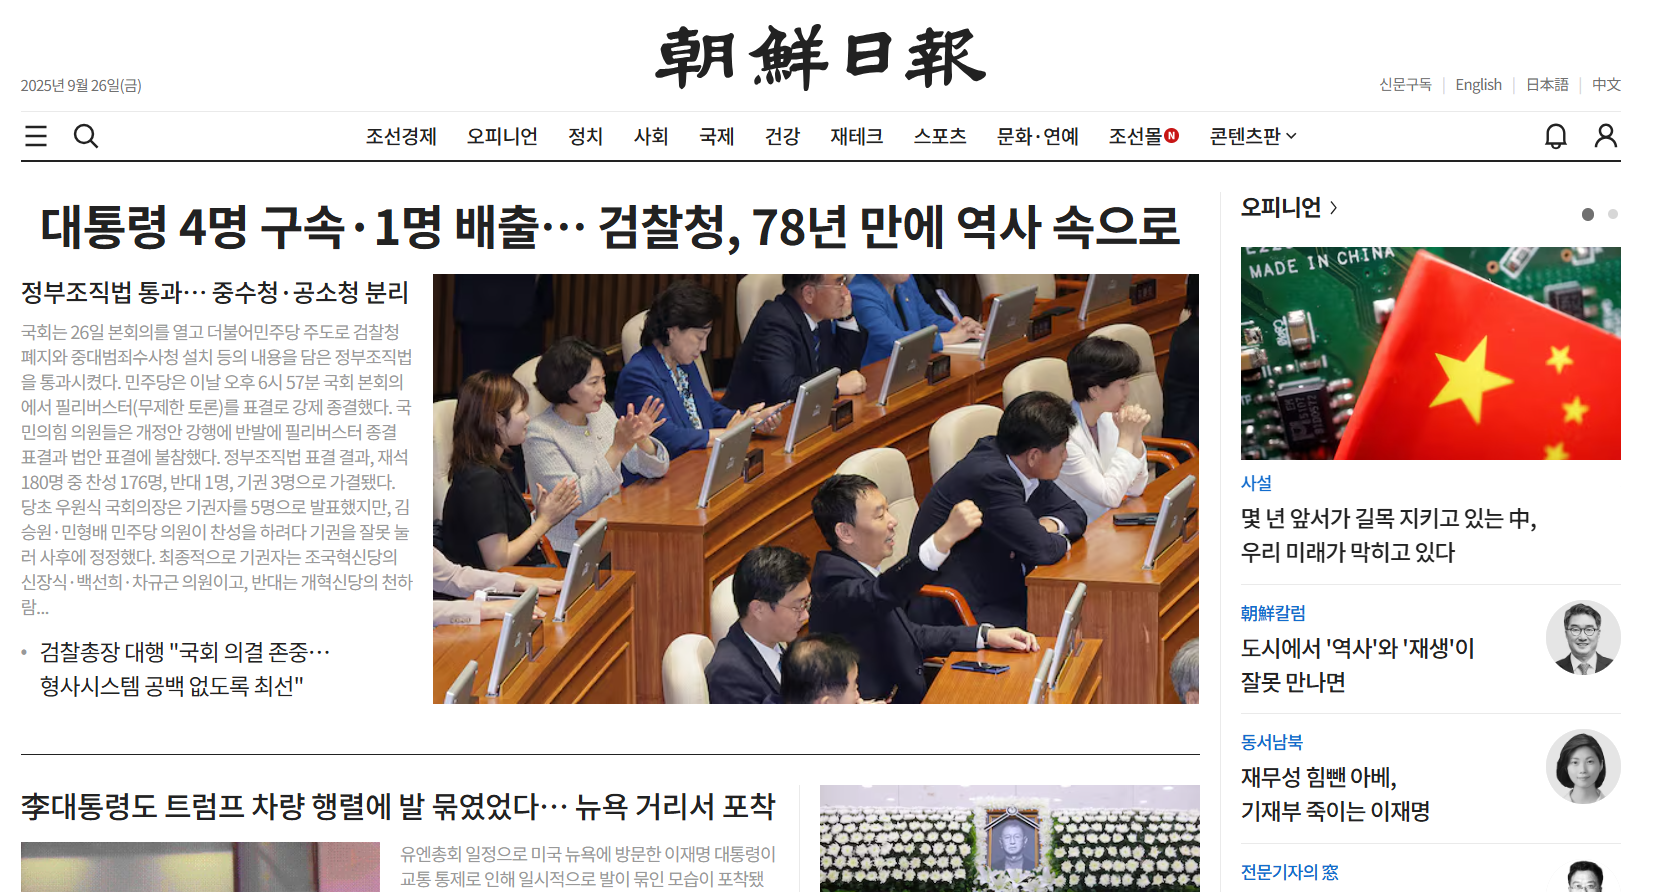 朝鮮日報
2025년 9월 26일(금)
신문구독 English 日本語 中文
조선경제 오피니언 정치 사회 국제 건강 재테크 스포츠 문화·연예 조선몰 N 콘텐츠판
대통령 4명 구속·1명 배출… 검찰청, 78년 만에 역사 속으로
정부조직법 통과… 중수청·공소청 분리
국회는 26일 본회의를 열고 더불어민주당 주도로 검찰청
폐지와 중대범죄수사청 설치 등의 내용을 담은 정부조직법
을 통과시켰다. 민주당은 이날 오후 6시 57분 국회 본회의
에서 필리버스터(무제한 토론)를 표결로 강제 종결했다. 국
민의힘 의원들은 개정안 강행에 반발에 필리버스터 종결
표결과 법안 표결에 불참했다. 정부조직법 표결 결과, 재석
180명 중 찬성 176명, 반대 1명, 기권 3명으로 가결됐다.
당초 우원식 국회의장은 기권자를 5명으로 발표했지만, 김
승원·민형배 민주당 의원이 찬성을 하려다 기권을 잘못 눌
러 사후에 정정했다. 최종적으로 기권자는 조국혁신당의
신장식·백선희·차규근 의원이고, 반대는 개혁신당의 천하
람...
• 검찰총장 대행 "국회 의결 존중…
형사시스템 공백 없도록 최선"
李대통령도 트럼프 차량 행렬에 발 묶였었다… 뉴욕 거리서 포착
유엔총회 일정으로 미국 뉴욕에 방문한 이재명 대통령이
교통 통제로 인해 일시적으로 발이 묶인 모습이 포착됐
오피니언
MADE IN CHINA
사설
몇 년 앞서가 길목 지키고 있는 中,
우리 미래가 막히고 있다
朝鮮칼럼
도시에서 '역사'와 '재생'이
잘못 만나면
동서남북
재무성 힘뺀 아베,
기재부 죽이는 이재명
전문기자의 窓